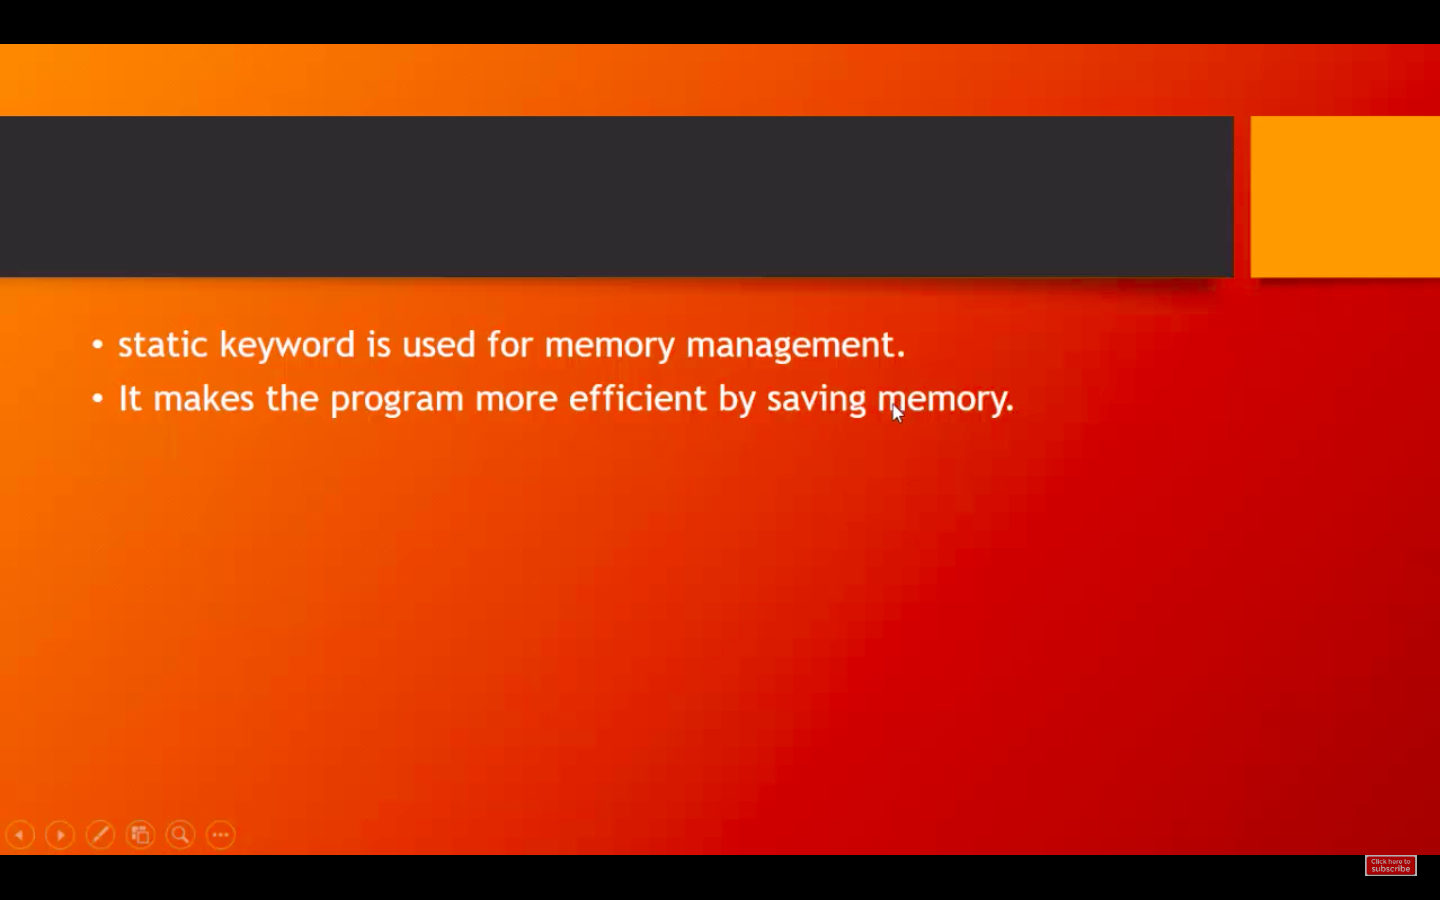 • static keyword is used for memory management.
• It makes the program more efficient by saving memory.
Click here to
subscribe